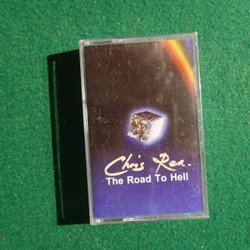 Chris Rea.
The Road To Hell